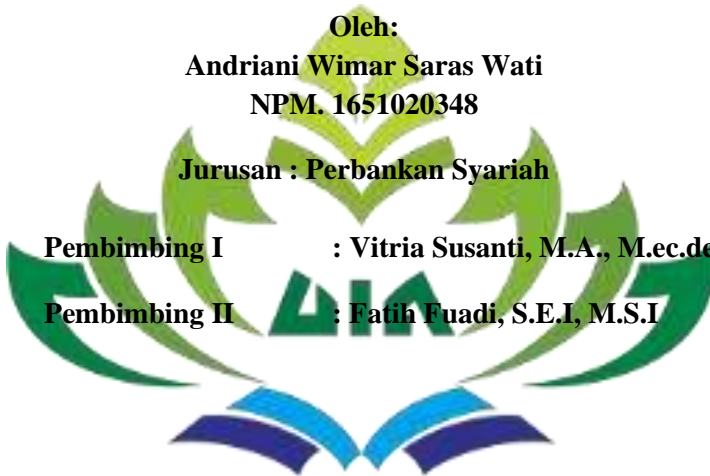 Oleh:
Andriani Wimar Saras Wati
NPM. 1651020348
Jurusan : Perbankan Syariah
Pembimbing I : Vitria Susanti, M.A., M.ec.de
Pembimbing II : Fatih Fuadi, S.E.I, M.S.I
UIN